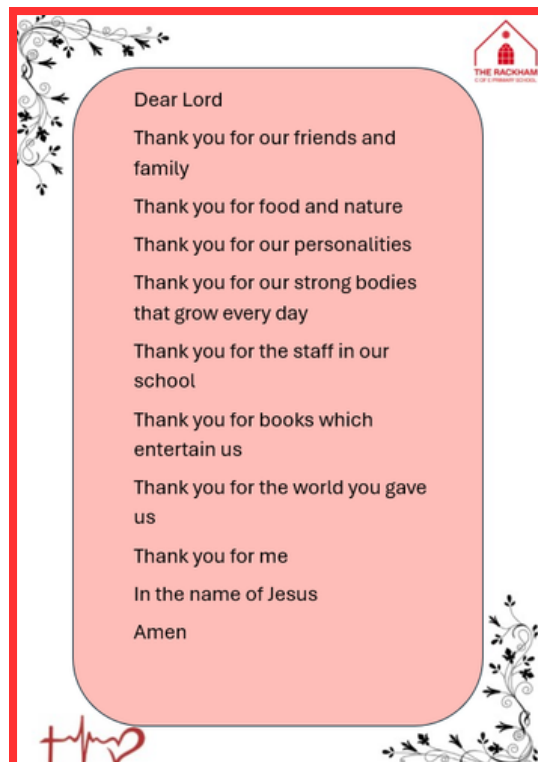 THE RACKHAM
C OF E PRIMARY SCHOOL
Dear Lord
Thank you for our friends and
family
Thank you for food and nature
Thank you for our personalities
Thank you for our strong bodies
that grow every day
Thank you for the staff in our
school
Thank you for books which
entertain us
Thank you for the world you gave
us
Thank you for me
In the name of Jesus
Amen